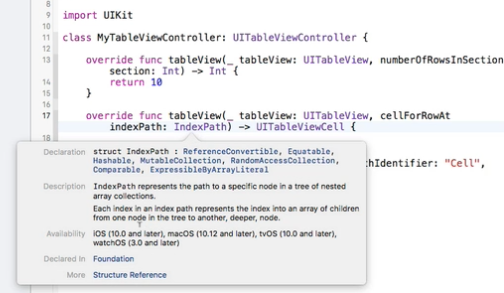 8
9 import UIKit
10
11 class MyTableViewController: UITableViewController {
12
13 override func tableView(_ tableView: UITableView, numberOfRowsInSection
section: Int) -> Int {
14 return 10
15 }
16
17 override func tableView(_ tableView: UITableView, cellForRowAt
indexPath: IndexPath) -> UITableViewCell {
18
Declaration struct IndexPath : ReferenceConvertible, Equatable,
Hashable, MutableCollection, RandomAccessCollection,
Comparable, ExpressibleByArrayLiteral
chIdentifier: "Cell",
Description IndexPath represents the path to a specific node in a tree of nested
array collections.
Each index in an index path represents the index into an array of children
from one node in the tree to another, deeper, node.
Availability iOS (10.0 and later), macOS (10.12 and later), tvOS (10.0 and later),
watchOS (3.0 and later)
Declared In Foundation
More Structure Reference